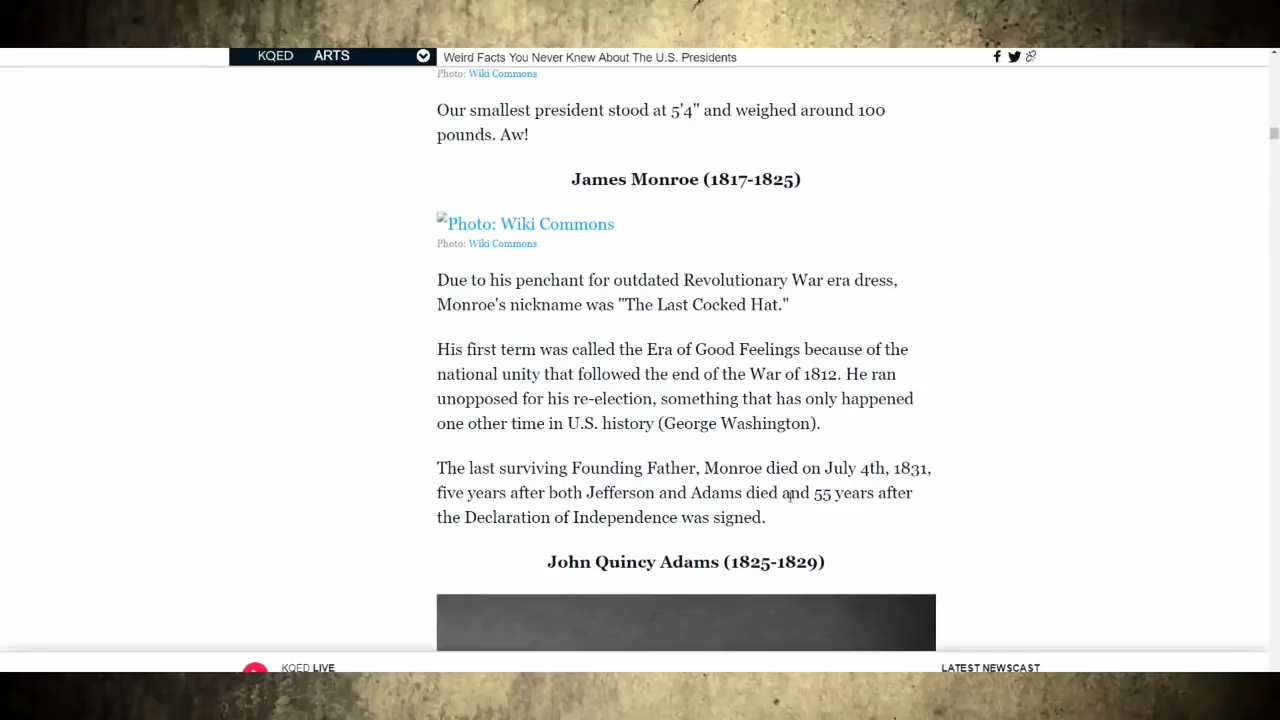 KQED ARTS Weird Facts You Never Knew About The U.S. Presidents
Photo: Wiki Commons
Our smallest president stood at 5'4" and weighed around 100
pounds. Aw!
James Monroe (1817-1825)
Photo: Wiki Commons
Photo: Wiki Commons
Due to his penchant for outdated Revolutionary War era dress,
Monroe's nickname was "The Last Cocked Hat."
His first term was called the Era of Good Feelings because of the
national unity that followed the end of the War of 1812. He ran
unopposed for his re-election, something that has only happened
one other time in U.S. history (George Washington).
The last surviving Founding Father, Monroe died on July 4th, 1831,
five years after both Jefferson and Adams died and 55 years after
the Declaration of Independence was signed.
John Quincy Adams (1825-1829)
KQED LIVE LATEST NEWSCAST